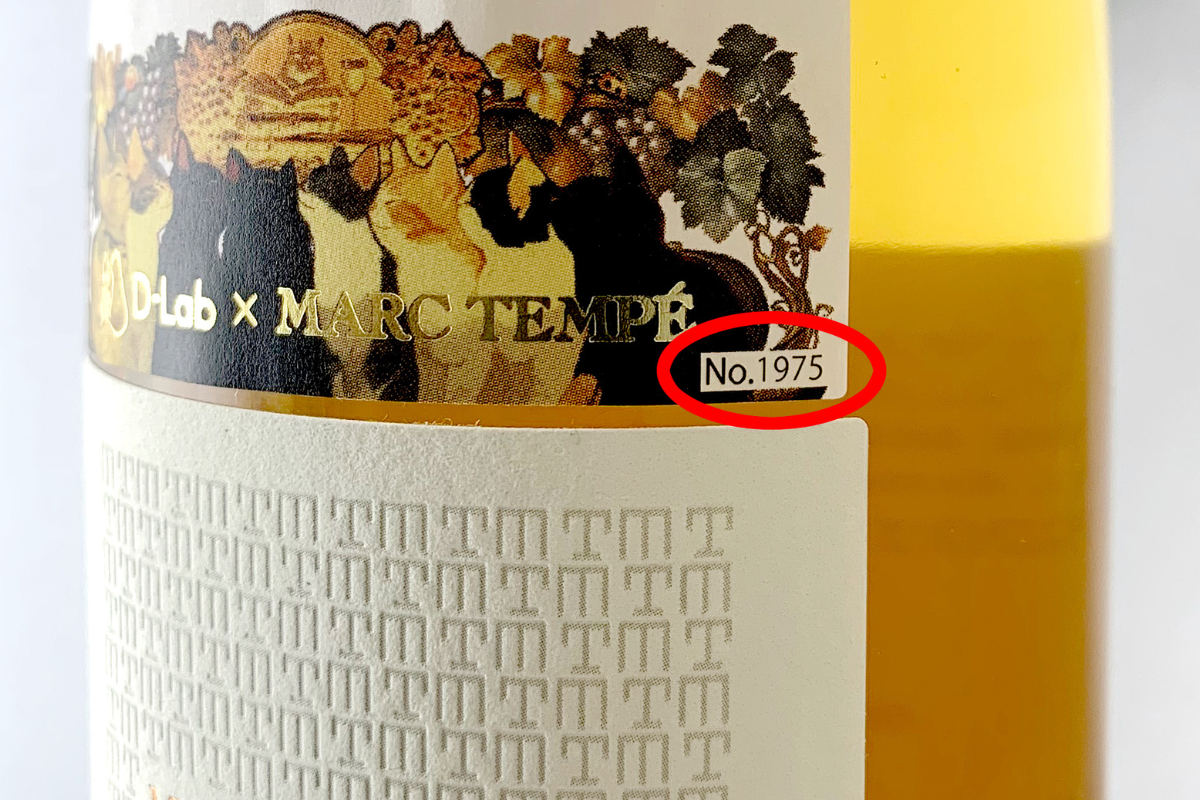 D-Lab × MARC TEMPÉ
No.1975